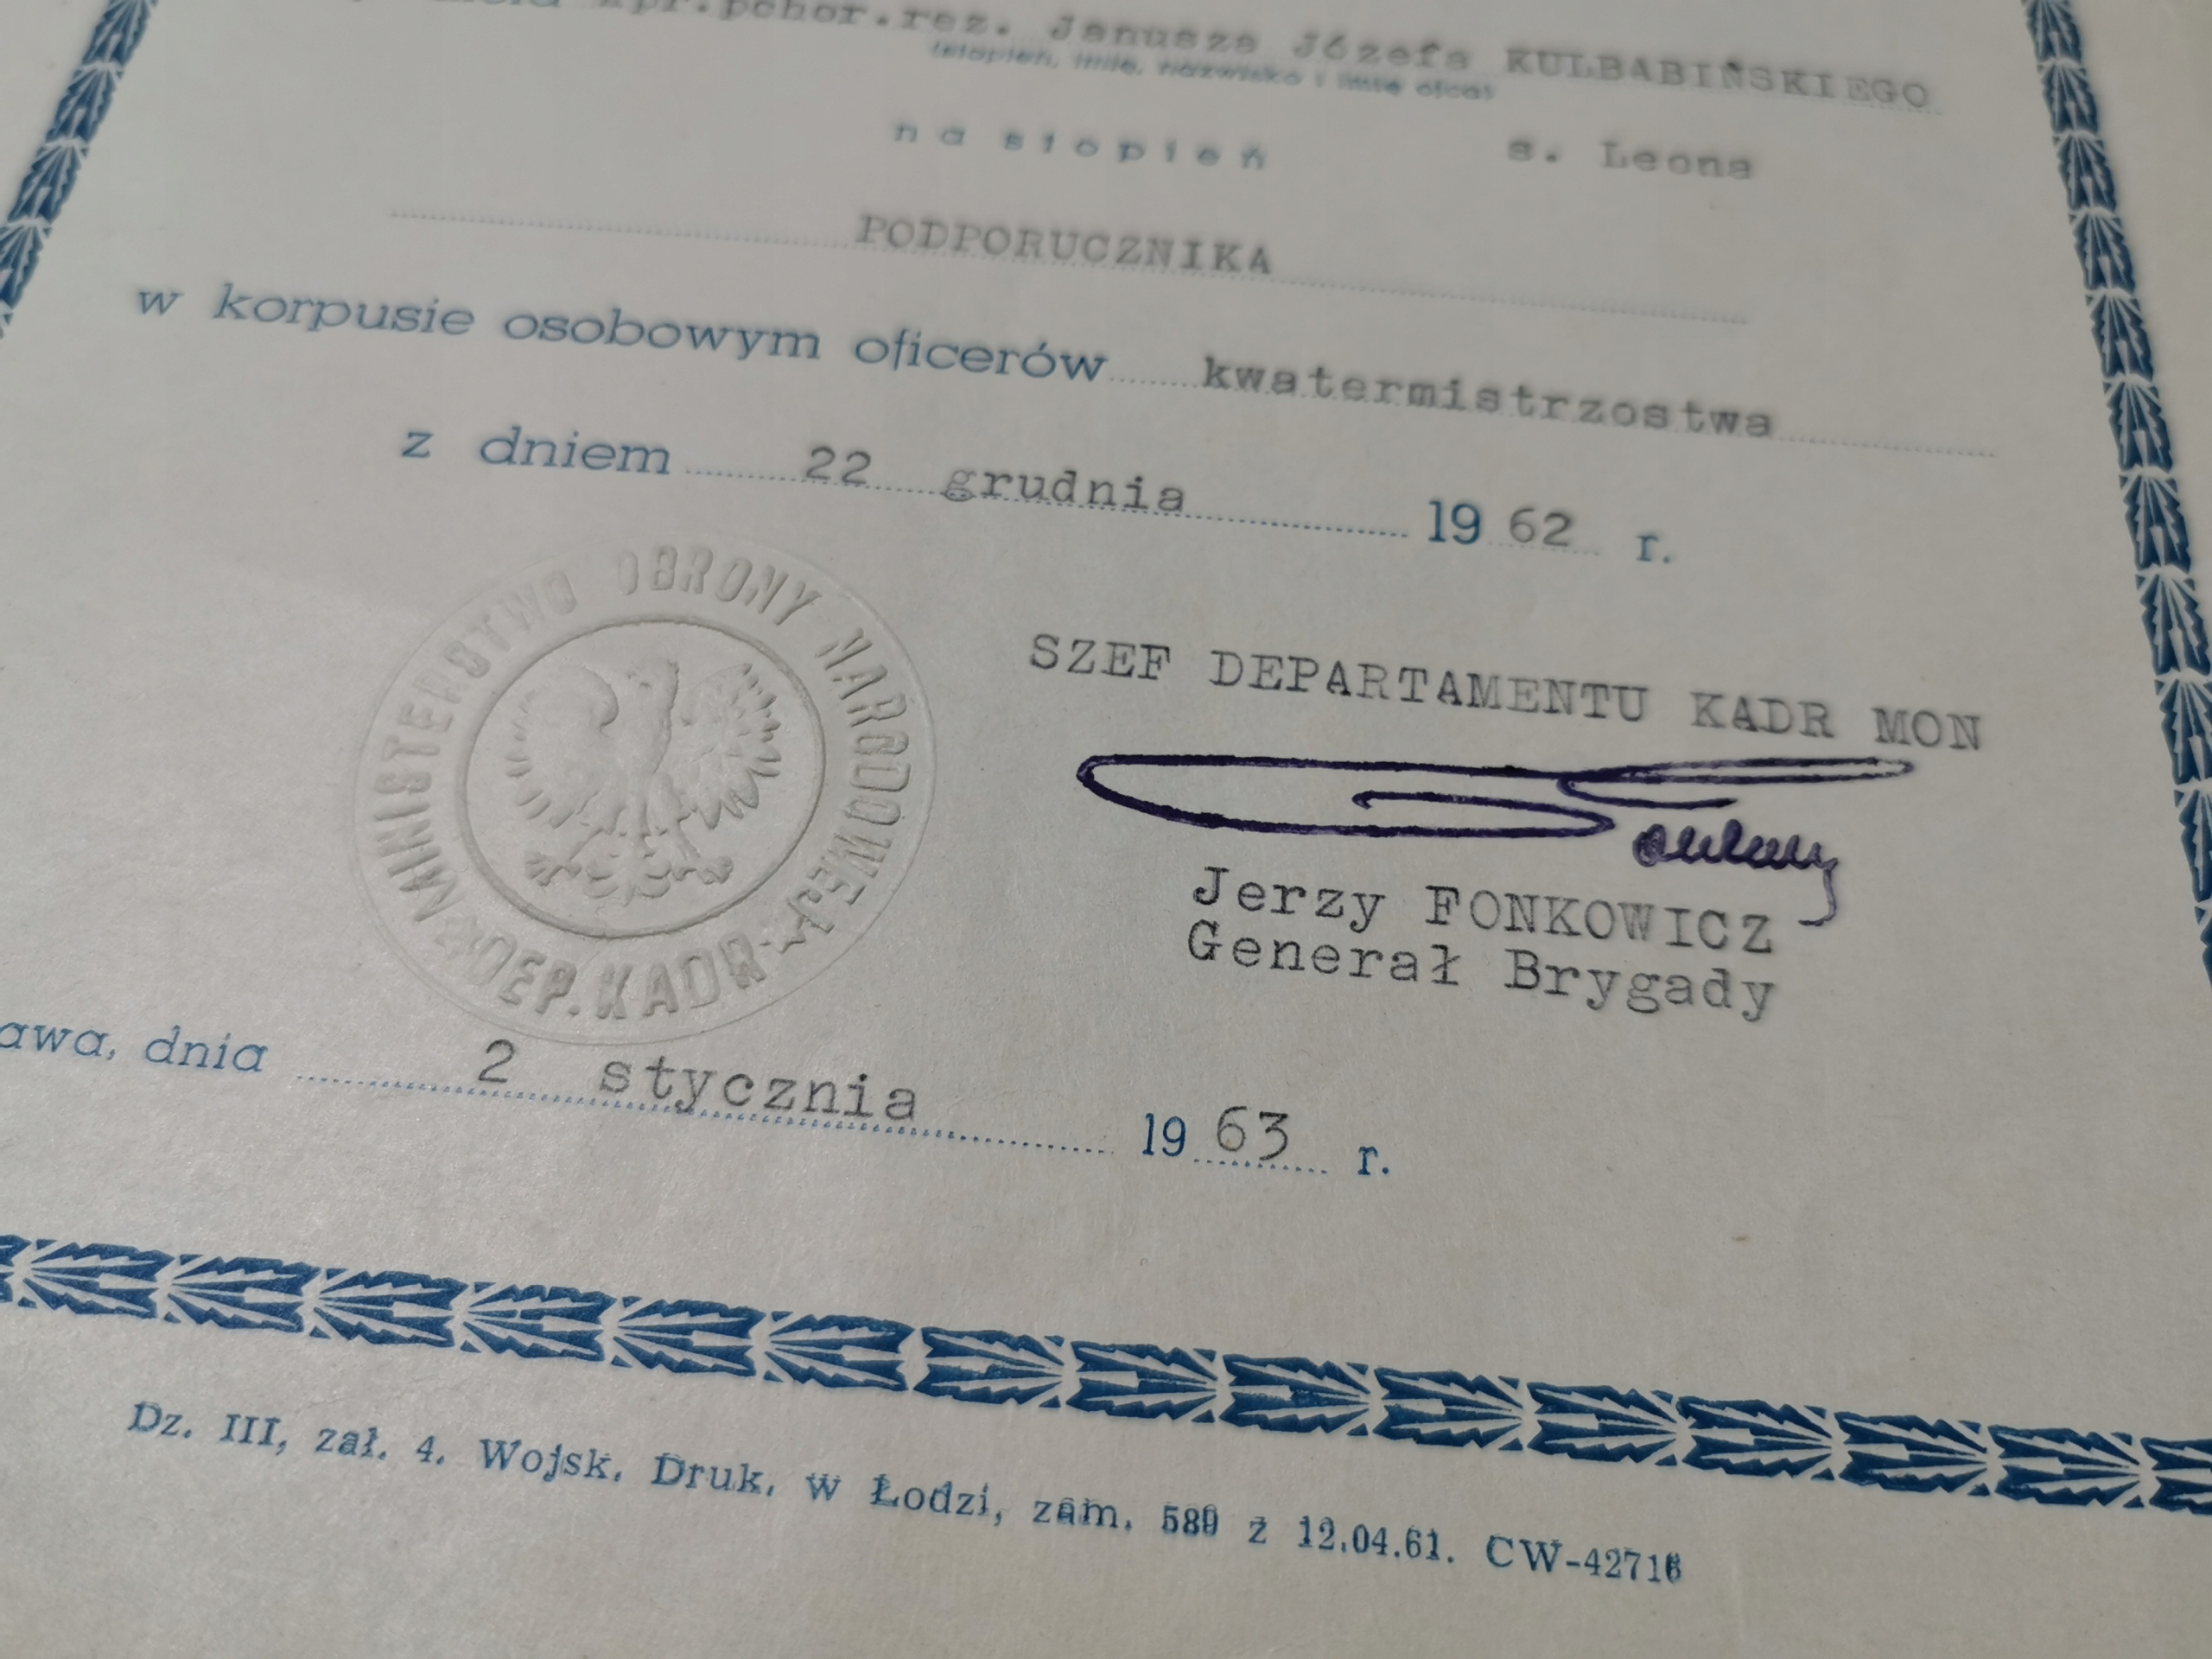 kpr.pchor.rez. Janusza Józefa KULBABIŃSKIEGO
(stopień, imię, nazwisko i imię ojca)
na stopień s. Leona
PODPORUCZNIKA
w korpusie osobowym oficerów kwatermistrzostwa
z dniem 22 grudnia 1962 r.
MINISTERSTWO OBRONY NARODOWEJ
DEP. KADR
SZEF DEPARTAMENTU KADR MON
Jerzy FONKOWICZ
Generał Brygady
awa, dnia 2 stycznia 1963 r.
Dz. III, zał. 4. Wojsk. Druk. w Łodzi, zam. 580 z 12.04.61. CW-42716